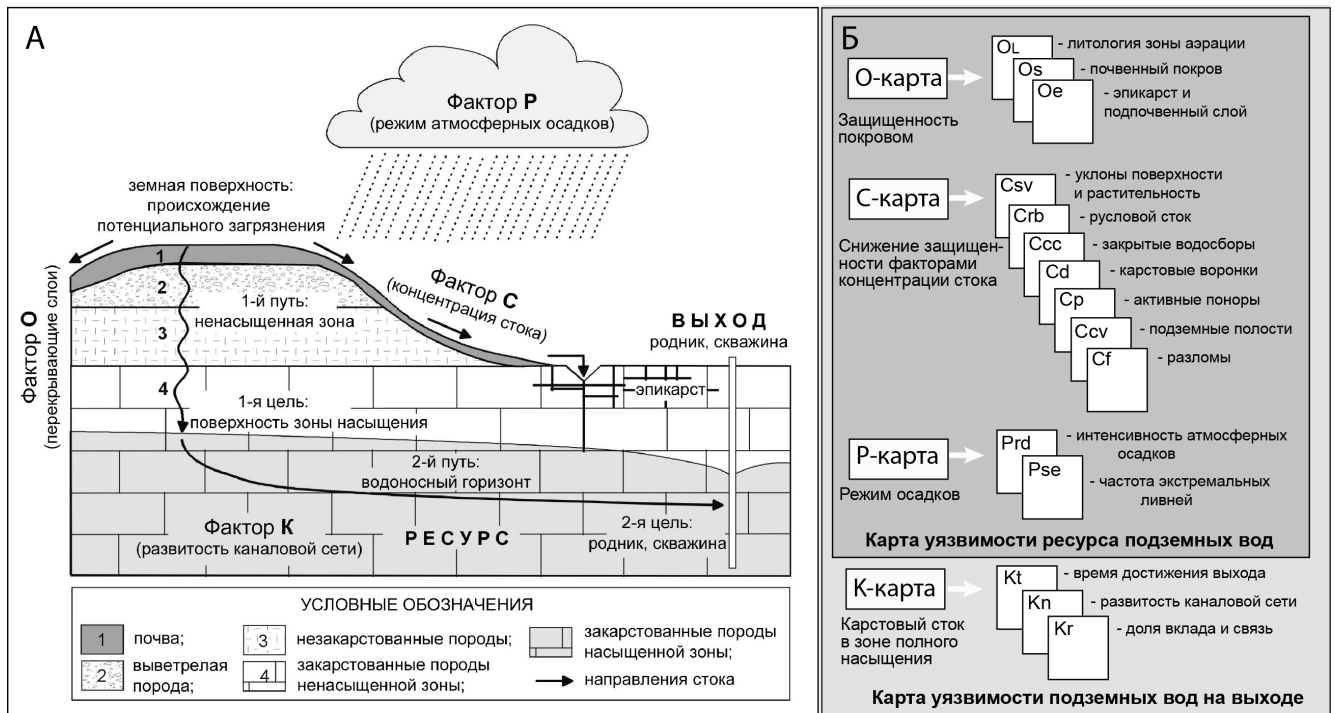 А
Фактор Р
(режим атмосферных осадков)
земная поверхность:
происхождение
потенциального загрязнения
Фактор О
(перекрывающие слои)
1
2
3
4
1-й путь:
ненасыщенная зона
Фактор С
(концентрация стока)
ВЫХОД
родник, скважина
эпикарст
1-я цель:
поверхность зоны насыщения
2-й путь:
водоносный горизонт
Фактор К
(развитость каналовой сети)
РЕСУРС
2-я цель:
родник, скважина
УСЛОВНЫЕ ОБОЗНАЧЕНИЯ
1 почва;
2 выветрелая
порода;
3 незакарстованные породы;
4 закарстованные породы
ненасыщенной зоны;
закарстованные породы
насыщенной зоны;
направления стока
Б
О-карта
Защищенность
покровом
OL - литология зоны аэрации
Os - почвенный покров
Oe - эпикарст и
подпочвенный слой
С-карта
Снижение защищен-
ности факторами
концентрации стока
Csv - уклоны поверхности
и растительность
Crb - русловой сток
Ccc - закрытые водосборы
Cd - карстовые воронки
Cp - активные поноры
Ccv - подземные полости
Cf - разломы
Р-карта
Режим осадков
Prd - интенсивность атмосферных
осадков
Pse - частота экстремальных
ливней
Карта уязвимости ресурса подземных вод
К-карта
Карстовый сток
в зоне полного
насыщения
Kt - время достижения выхода
Kn - развитость каналовой сети
Kr - доля вклада и связь
Карта уязвимости подземных вод на выходе